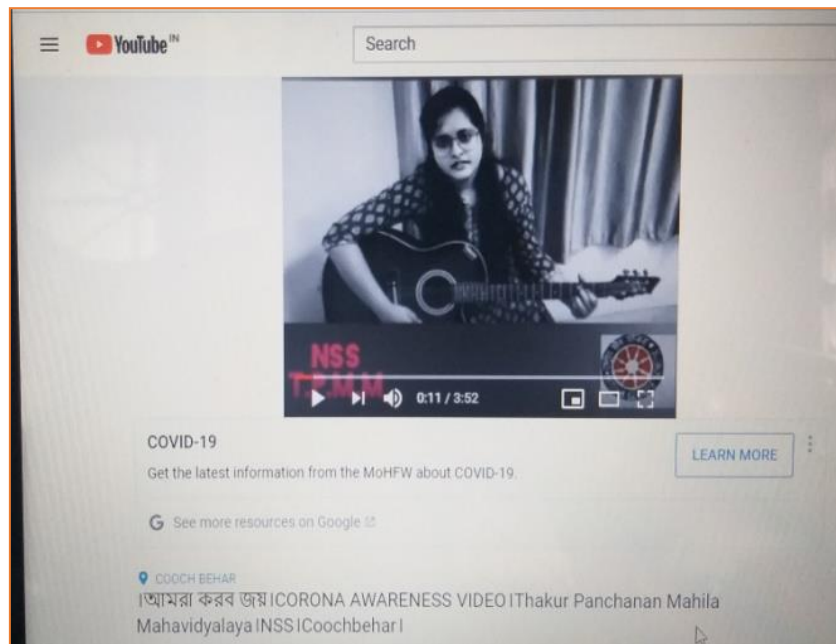 YouTube IN
Search
NSS
T.P.M.M
0:11 / 3:52
COVID-19
LEARN MORE
Get the latest information from the MoHFW about COVID-19.
G See more resources on Google
COOCH BEHAR
।আমরা করব জয়।CORONA AWARENESS VIDEO।Thakur Panchanan Mahila
Mahavidyalaya।NSS।Coochbehar।